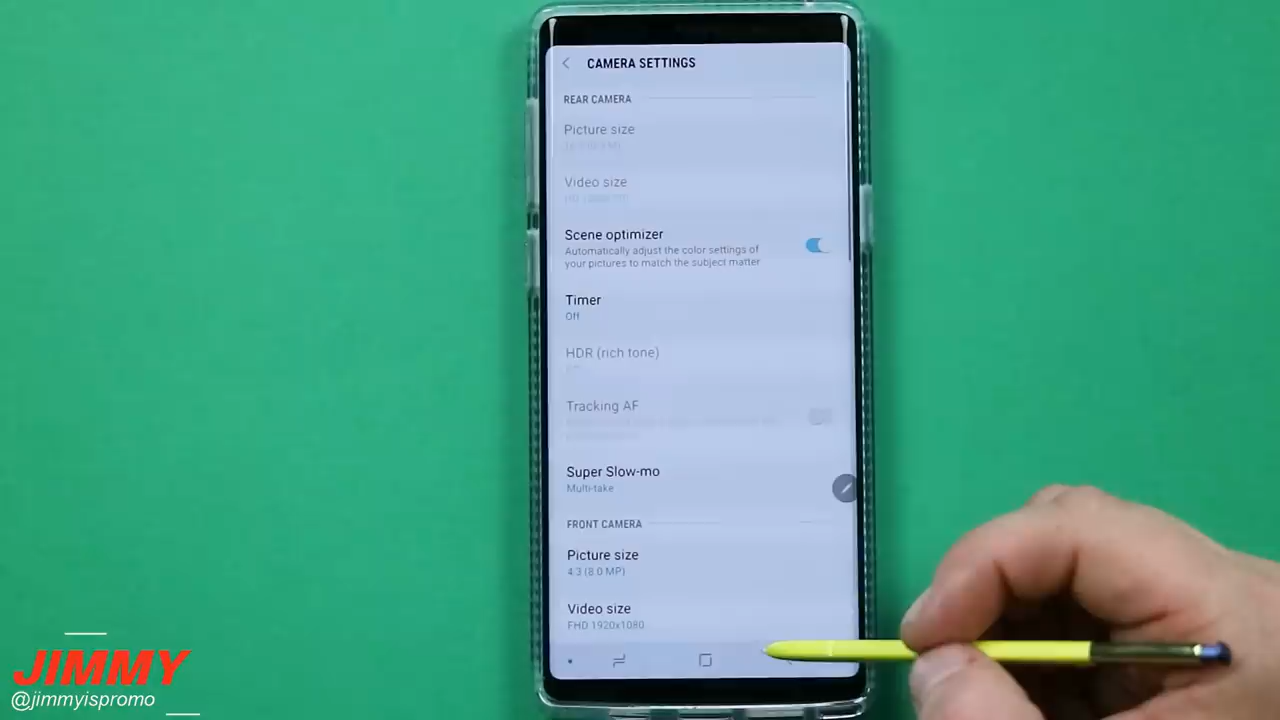 CAMERA SETTINGS
REAR CAMERA
Picture size
Video size
Scene optimizer
Automatically adjust the color settings of
your pictures to match the subject matter
Timer
Off
HDR (rich tone)
Tracking AF
Super Slow-mo
Multi-take
FRONT CAMERA
Picture size
4:3 (8.0 MP)
Video size
FHD 1920x1080
JIMMY
@jimmyispromo